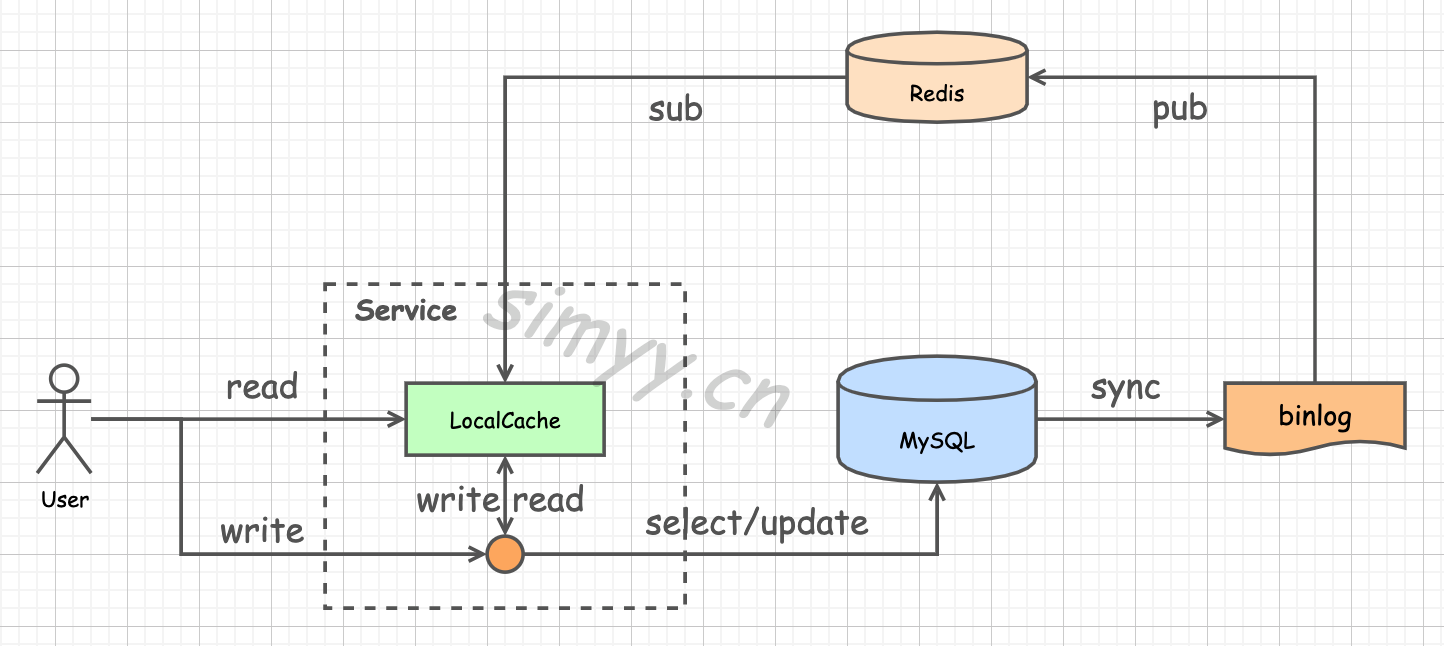 Redis
sub
pub
Service
simyy.cn
read
LocalCache
MySQL
sync
binlog
User
write
write read
select/update